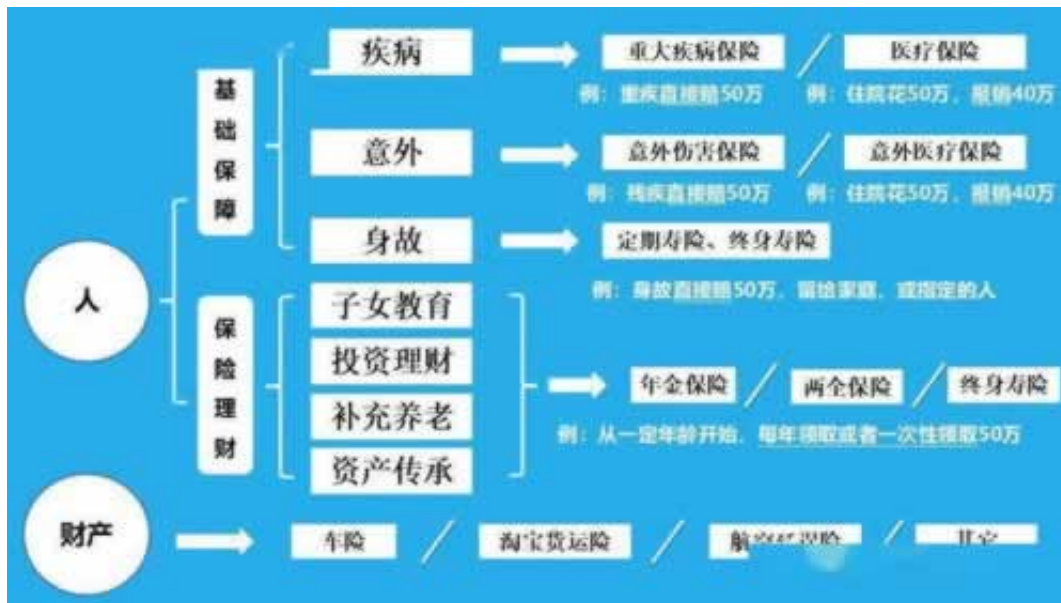 疾病
重大疾病保险
医疗保险
例：重疾直接赔50万
例：住院花50万，报销40万
基础保障
意外
意外伤害保险
意外医疗保险
例：残疾直接赔50万
例：住院花50万，报销40万
身故
定期寿险、终身寿险
例：身故直接赔50万，留给家庭，或指定的人
人
保险理财
子女教育
投资理财
补充养老
资产传承
年金保险
两全保险
终身寿险
例：从一定年龄开始，每年领取或者一次性领取50万
财产
车险
淘宝货运险
航空延误险
其它